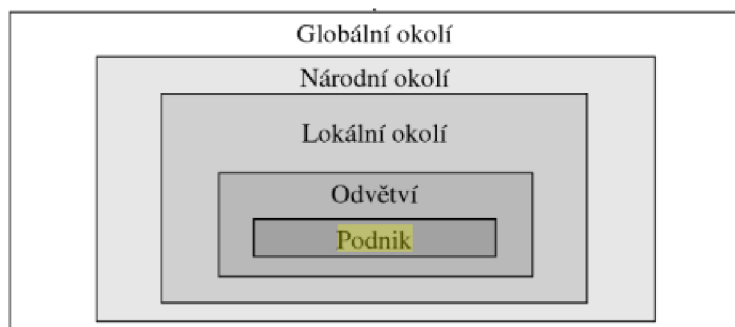 Globální okolí
Národní okolí
Lokální okolí
Odvětví
Podnik